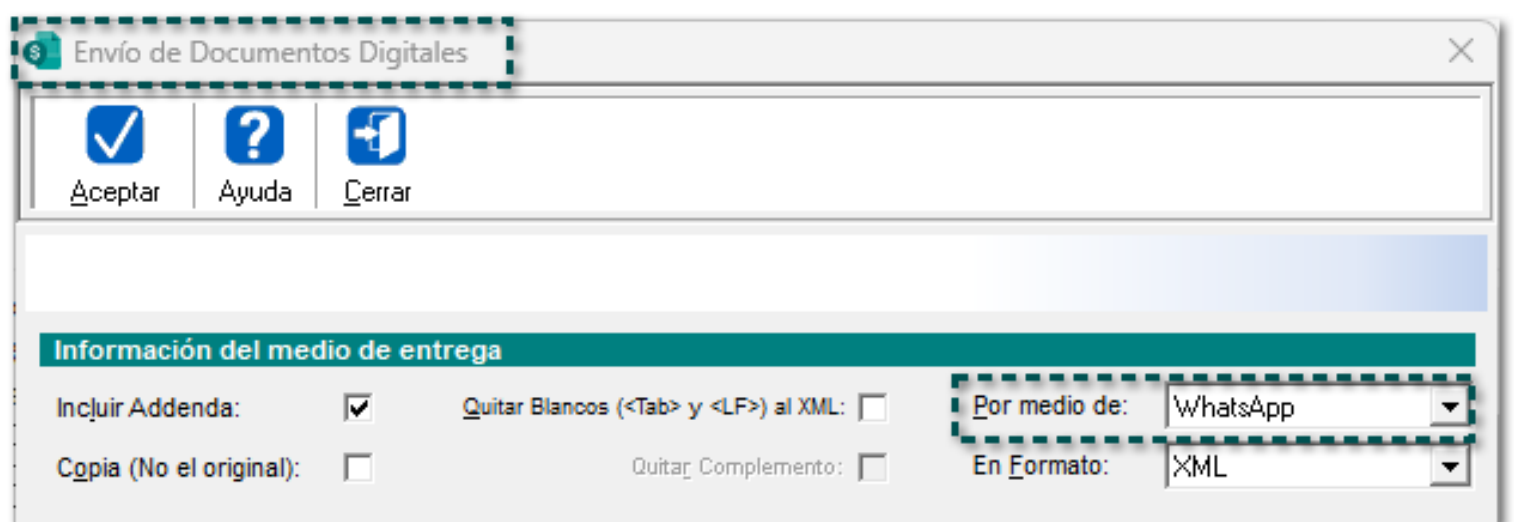 Envío de Documentos Digitales
Aceptar Ayuda Cerrar
Información del medio de entrega
Incluir Addenda: Quitar Blancos (<Tab> y <LF>) al XML: Por medio de: WhatsApp
Copia (No el original): Quitar Complemento: En Formato: XML